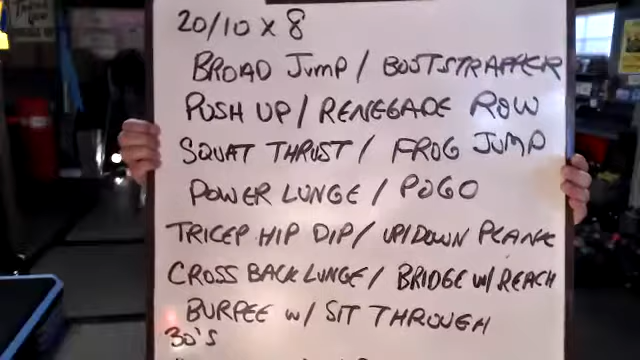 20/10 x 8
BROAD JUMP / BOOTSTRAPPER
PUSH UP / RENEGADE ROW
SQUAT THRUST / FROG JUMP
POWER LUNGE / POGO
TRICEP HIP DIP / UP/DOWN PLANK
CROSS BACK LUNGE / BRIDGE W/ REACH
BURPEE W/ SIT THROUGH
30'S